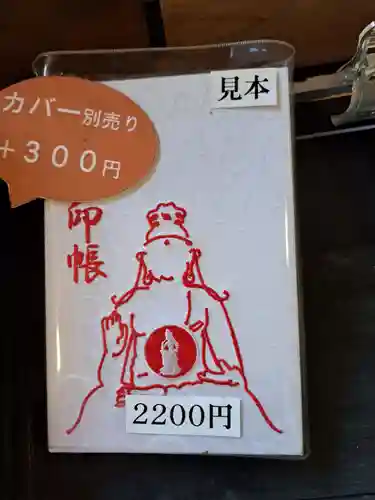 見本
カバー別売り
+300円
印帳
2200円